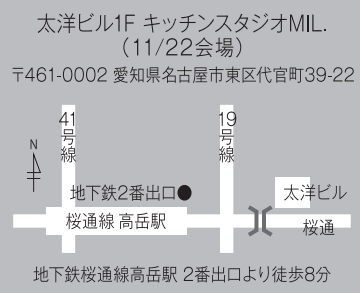 太洋ビル1F キッチンスタジオMIL.
（11/22会場）
〒461-0002 愛知県名古屋市東区代官町39-22
41号線
19号線
N
地下鉄2番出口
太洋ビル
桜通線 高岳駅
桜通
地下鉄桜通線高岳駅 2番出口より徒歩8分